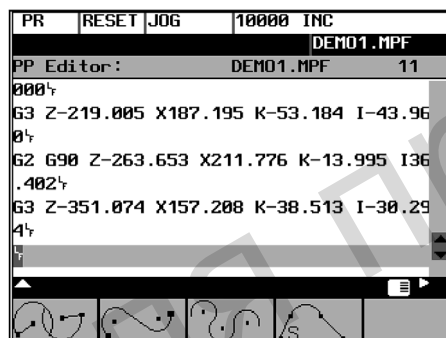 PR RESET JOG 10000 INC
DEMO1.MPF
PP Editor: DEMO1.MPF 11
000␊
G3 Z-219.005 X187.195 K-53.184 I-43.96
0␊
G2 G90 Z-263.653 X211.776 K-13.995 I36
.402␊
G3 Z-351.074 X157.208 K-38.513 I-30.29
4␊
␊
S